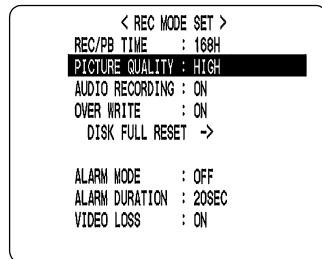 < REC MODE SET >
REC/PB TIME : 168H
PICTURE QUALITY : HIGH
AUDIO RECORDING : ON
OVER WRITE : ON
DISK FULL RESET ->
ALARM MODE : OFF
ALARM DURATION : 20SEC
VIDEO LOSS : ON